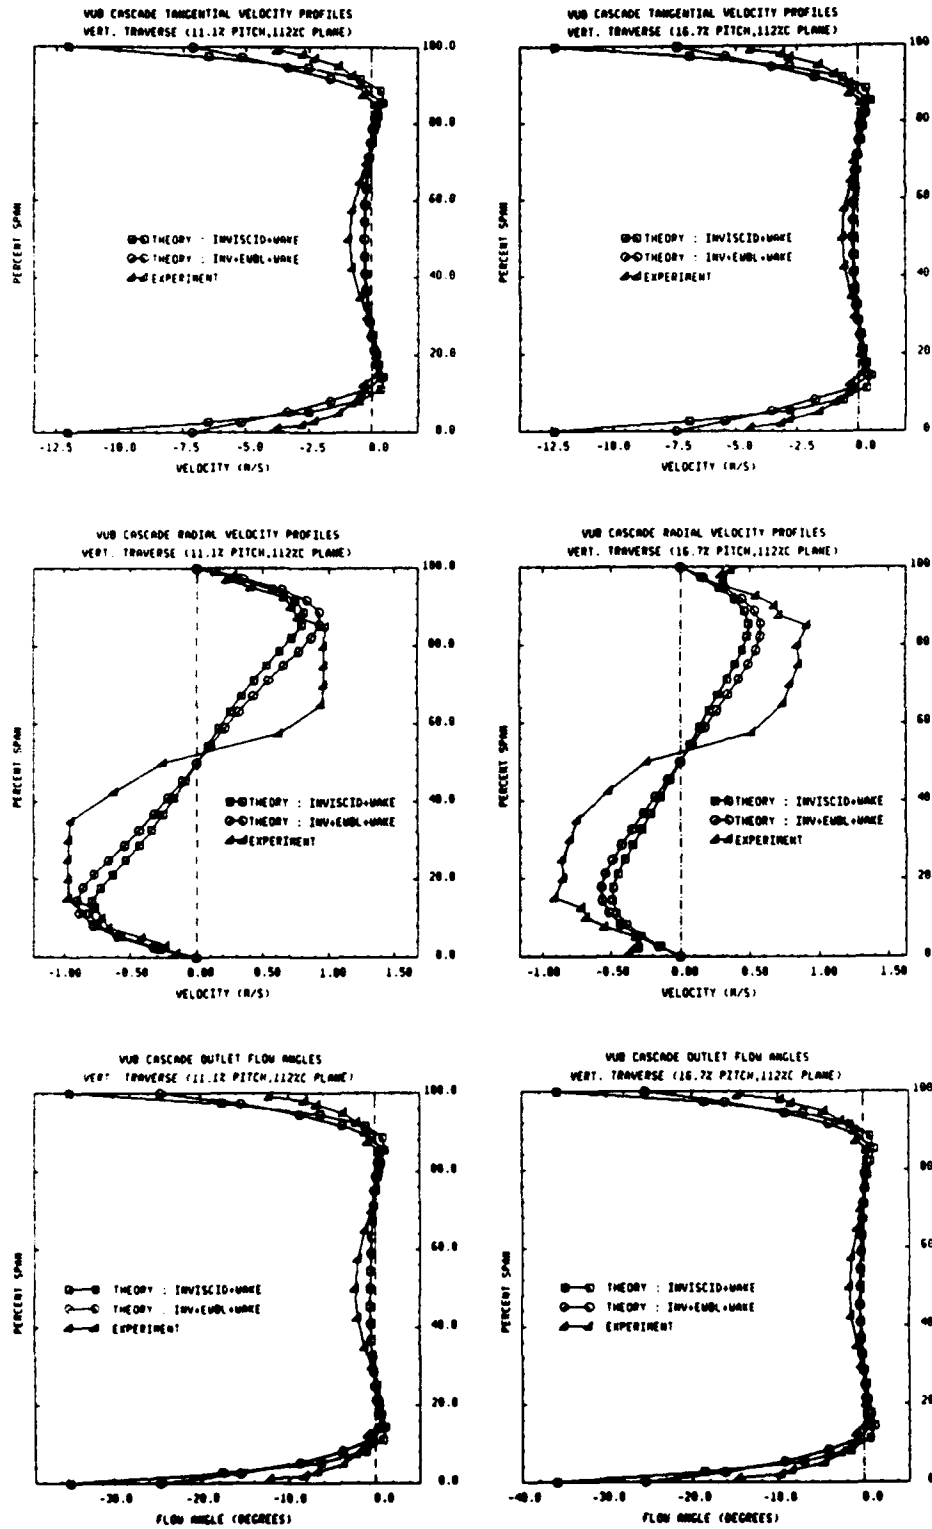 VUB CASCADE TANGENTIAL VELOCITY PROFILES
VERT. TRAVERSE (11.1% PITCH,112%C PLANE)
100.0
80.0
60.0
40.0
20.0
0.0
PERCENT SPAN
THEORY : INVISCID+WAKE
THEORY : INV+EWBL+WAKE
EXPERIMENT
-12.5 -10.0 -7.5 -5.0 -2.5 0.0
VELOCITY (M/S)
VUB CASCADE TANGENTIAL VELOCITY PROFILES
VERT. TRAVERSE (16.7% PITCH,112%C PLANE)
100
80
60
40
20
0
PERCENT SPAN
THEORY : INVISCID+WAKE
THEORY : INV+EWBL+WAKE
EXPERIMENT
-12.5 -10.0 -7.5 -5.0 -2.5 0.0
VELOCITY (M/S)
VUB CASCADE RADIAL VELOCITY PROFILES
VERT. TRAVERSE (11.1% PITCH,112%C PLANE)
100.0
80.0
60.0
40.0
20.0
0.0
PERCENT SPAN
THEORY : INVISCID+WAKE
THEORY : INV+EWBL+WAKE
EXPERIMENT
-1.00 -0.50 0.00 0.50 1.00 1.50
VELOCITY (M/S)
VUB CASCADE RADIAL VELOCITY PROFILES
VERT. TRAVERSE (16.7% PITCH,112%C PLANE)
100
80
60
40
20
0
PERCENT SPAN
THEORY : INVISCID+WAKE
THEORY : INV+EWBL+WAKE
EXPERIMENT
-1.00 -0.50 0.00 0.50 1.00 1.50
VELOCITY (M/S)
VUB CASCADE OUTLET FLOW ANGLES
VERT. TRAVERSE (11.1% PITCH,112%C PLANE)
100.0
80.0
60.0
40.0
20.0
0.0
PERCENT SPAN
THEORY : INVISCID+WAKE
THEORY : INV+EWBL+WAKE
EXPERIMENT
-30.0 -20.0 -10.0 0.0
FLOW ANGLE (DEGREES)
VUB CASCADE OUTLET FLOW ANGLES
VERT. TRAVERSE (16.7% PITCH,112%C PLANE)
100
80
60
40
20
0.
PERCENT SPAN
THEORY : INVISCID+WAKE
THEORY : INV+EWBL+WAKE
EXPERIMENT
-40.0 -30.0 -20.0 -10.0 0.0
FLOW ANGLE (DEGREES)